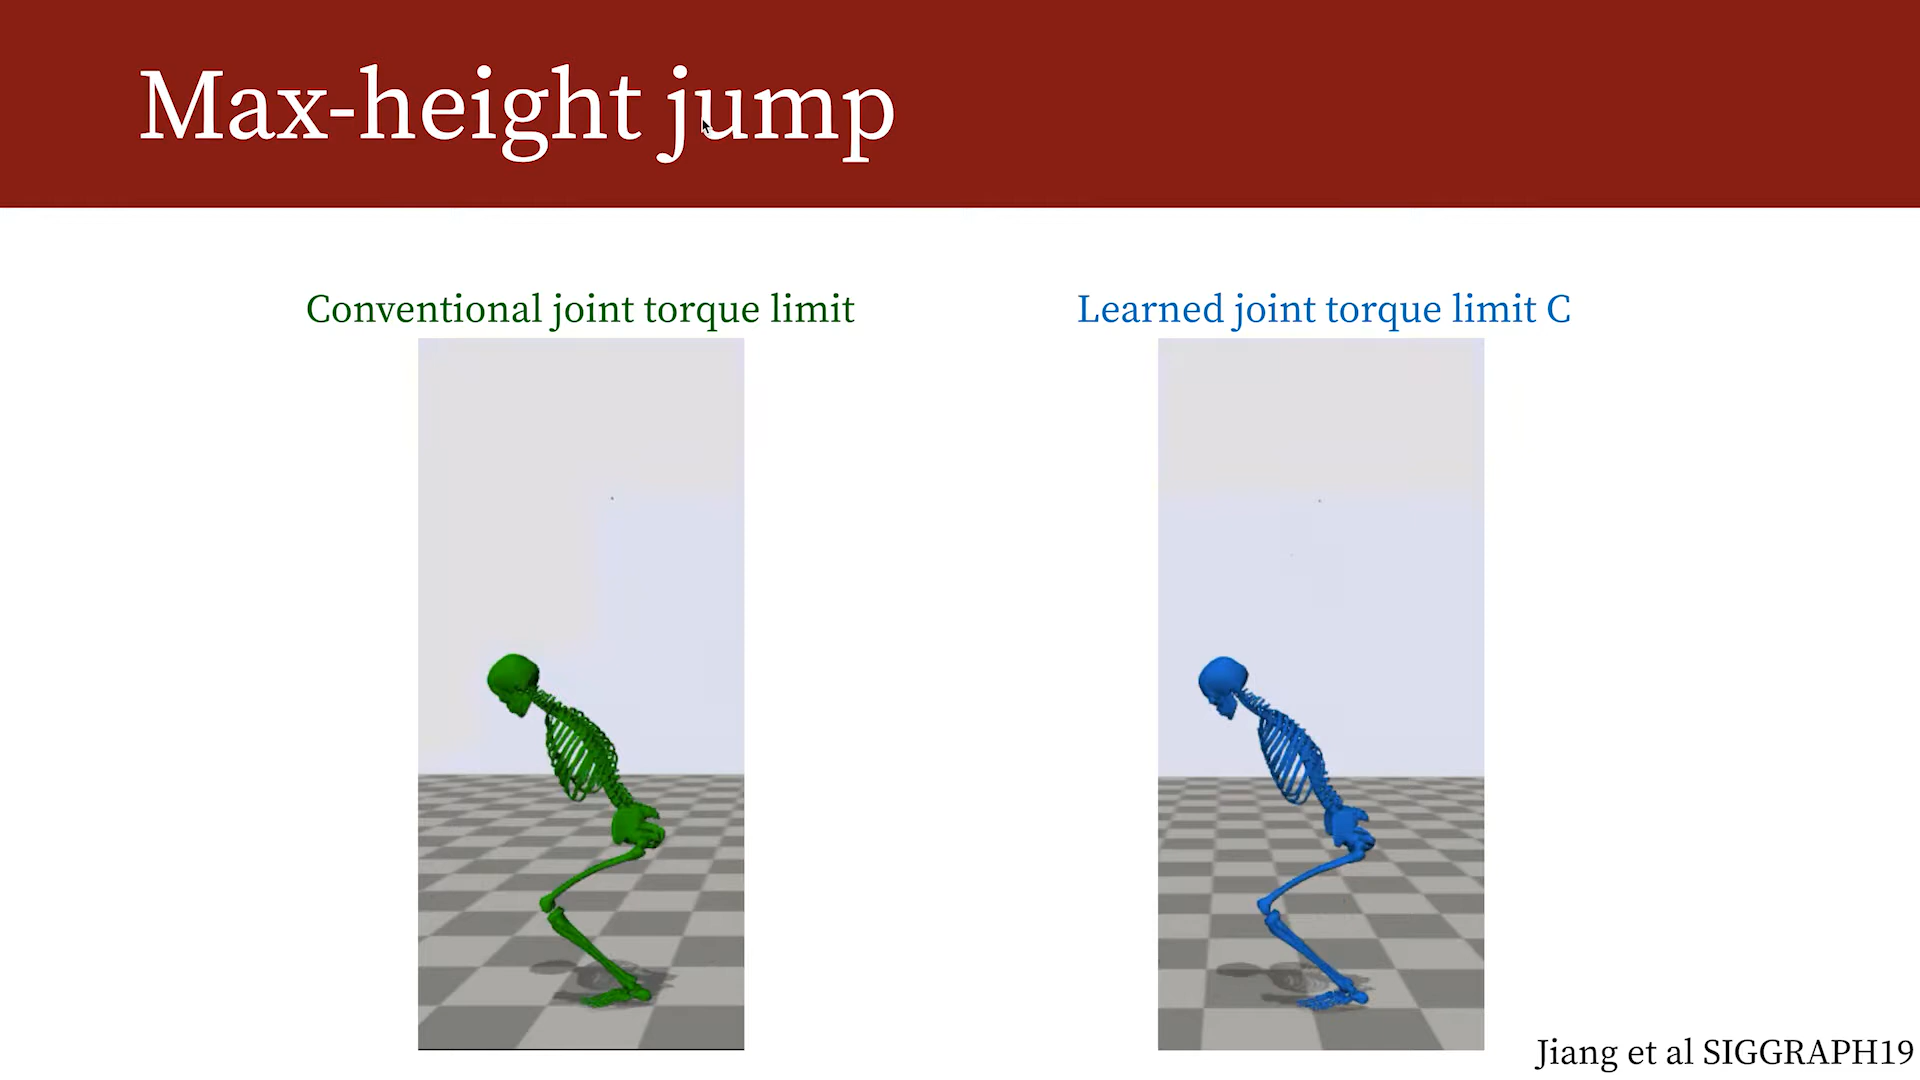 Max-height jump
Conventional joint torque limit
Learned joint torque limit C
Jiang et al SIGGRAPH19